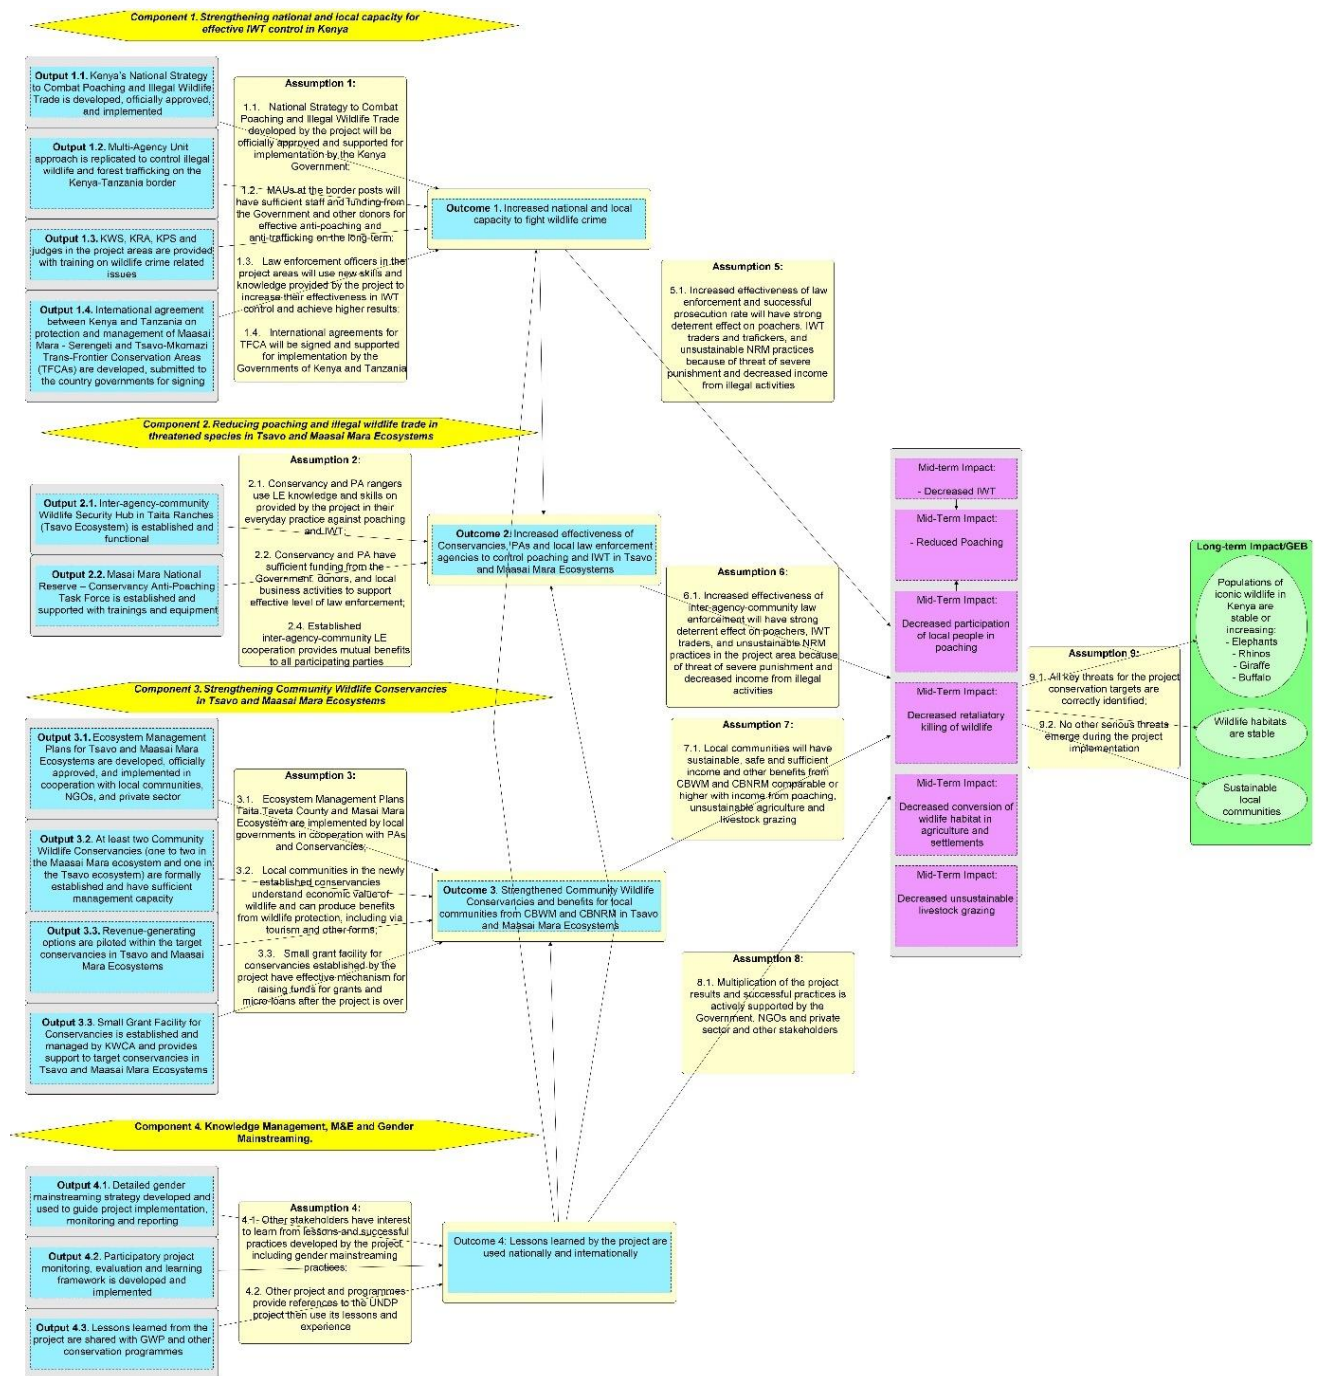 Component 1. Strengthening national and local capacity for
effective IWT control in Kenya
Output 1.1. Kenya's National Strategy
to Combat Poaching and Illegal Wildlife
Trade is developed, officially approved,
and implemented
Output 1.2. Multi-Agency Unit
approach is replicated to control illegal
wildlife and forest trafficking on the
Kenya-Tanzania border
Output 1.3. KWS, KRA, KPS and
judges in the project areas are provided
with training on wildlife crime related
issues
Output 1.4. International agreement
between Kenya and Tanzania on
protection and management of Maasai
Mara - Serengeti and Tsavo-Mkomazi
Trans-Frontier Conservation Areas
(TFCAs) are developed, submitted to
the country governments for signing
Assumption 1:
1.1. National Strategy to Combat
Poaching and Illegal Wildlife Trade
developed by the project will be
officially approved and supported for
implementation by the Kenya
Government;
1.2. MAUs at the border posts will
have sufficient staff and funding from
the Government and other donors for
effective anti-poaching and
anti-trafficking on the long-term;
1.3. Law enforcement officers in the
project areas will use new skills and
knowledge provided by the project to
increase their effectiveness in IWT
control and achieve higher results;
1.4. International agreements for
TFCA will be signed and supported
for implementation by the
Governments of Kenya and Tanzania
Outcome 1. Increased national and local
capacity to fight wildlife crime
Assumption 5:
5.1. Increased effectiveness of law
enforcement and successful
prosecution rate will have strong
deterrent effect on poachers, IWT
traders and trafikers, and
unsustainable NRM practices
because of threat of severe
punishment and decreased income
from illegal activities
Component 2. Reducing poaching and illegal wildlife trade in
threatened species in Tsavo and Maasai Mara Ecosystems
Output 2.1. Inter-agency-community
Wildlife Security Hub in Taita Ranches
(Tsavo Ecosystem) is established and
functional
Output 2.2. Masai Mara National
Reserve – Conservancy Anti-Poaching
Task Force is established and
supported with trainings and equipment
Assumption 2:
2.1. Conservancy and PA rangers
use LE knowledge and skills on
provided by the project in their
everyday practice against poaching
and IWT;
2.2. Conservancy and PA have
sufficient funding from the
Government, donors, and local
business activities to support
effective level of law enforcement;
2.4. Established
inter-agency-community LE
cooperation provides mutual benefits
to all participating parties
Outcome 2: Increased effectiveness of
Conservancies, PAs and local law enforcement
agencies to control poaching and IWT in Tsavo
and Maasai Mara Ecosystems
Assumption 6:
6.1. Increased effectiveness of
inter-agency-community law
enforcement will have strong
deterrent effect on poachers, IWT
traders, and unsustainable NRM
practices in the project area because
of threat of severe punishment and
decreased income from illegal
activities
Component 3. Strengthening Community Wildlife Conservancies
in Tsavo and Maasai Mara Ecosystems
Output 3.1. Ecosystem Management
Plans for Tsavo and Maasai Mara
Ecosystems are developed, officially
approved, and implemented in
cooperation with local communities,
NGOs, and private sector
Output 3.2. At least two Community
Wildlife Conservancies (one to two in
the Maasai Mara ecosystem and one in
the Tsavo ecosystem) are formally
established and have sufficient
management capacity
Output 3.3. Revenue-generating
options are piloted within the target
conservancies in Tsavo and Maasai
Mara Ecosystems
Output 3.3. Small Grant Facility for
Conservancies is established and
managed by KWCA and provides
support to target conservancies in
Tsavo and Maasai Mara Ecosystems
Assumption 3:
3.1. Ecosystem Management Plans
Taita Taveta County and Masai Mara
Ecosystem are implemented by local
governments in cooperation with PAs
and Conservancies;
3.2. Local communities in the newly
established conservancies
understand economic value of
wildlife and can produce benefits
from wildlife protection, including via
tourism and other forms;
3.3. Small grant facility for
conservancies established by the
project have effective mechanism for
raising funds for grants and
micro-loans after the project is over
Outcome 3. Strengthened Community Wildlife
Conservancies and benefits for local
communities from CBWM and CBNRM in Tsavo
and Maasai Mara Ecosystems
Assumption 7:
7.1. Local communities will have
sustainable, safe and sufficient
income and other benefits from
CBWM and CBNRM comparable or
higher with income from poaching,
unsustainable agriculture and
livestock grazing
Assumption 8:
8.1. Multiplication of the project
results and successful practices is
actively supported by the
Government, NGOs and private
sector and other stakeholders
Component 4. Knowledge Management, M&E and Gender
Mainstreaming.
Output 4.1. Detailed gender
mainstreaming strategy developed and
used to guide project implementation,
monitoring and reporting
Output 4.2. Participatory project
monitoring, evaluation and learning
framework is developed and
implemented
Output 4.3. Lessons learned from the
project are shared with GWP and other
conservation programmes
Assumption 4:
4.1. Other stakeholders have interest
to learn from lessons and successful
practices developed by the project,
including gender mainstreaming
practices;
4.2. Other project and programmes
provide references to the UNDP
project then use its lessons and
experience
Outcome 4: Lessons learned by the project are
used nationally and internationally
Mid-term Impact:
- Decreased IWT
Mid-Term Impact:
- Reduced Poaching
Mid-Term Impact:
Decreased participation
of local people in
poaching
Mid-Term Impact:
Decreased retaliatory
killing of wildlife
Mid-Term Impact:
Decreased conversion of
widlife habitat in
agriculture and
settlements
Mid-Term Impact:
Decreased unsustainable
livestock grazing
Assumption 9:
9.1. All key threats for the project
conservation targets are
correctly identified;
9.2. No other serious threats
emerge during the project
implementation
Long-term Impact/GEB
Populations of
iconic wildlife in
Kenya are
stable or
increasing:
- Elephants
- Rhinos
- Giraffe
- Buffalo
Wildlife habitats
are stable
Sustainable
local
communities